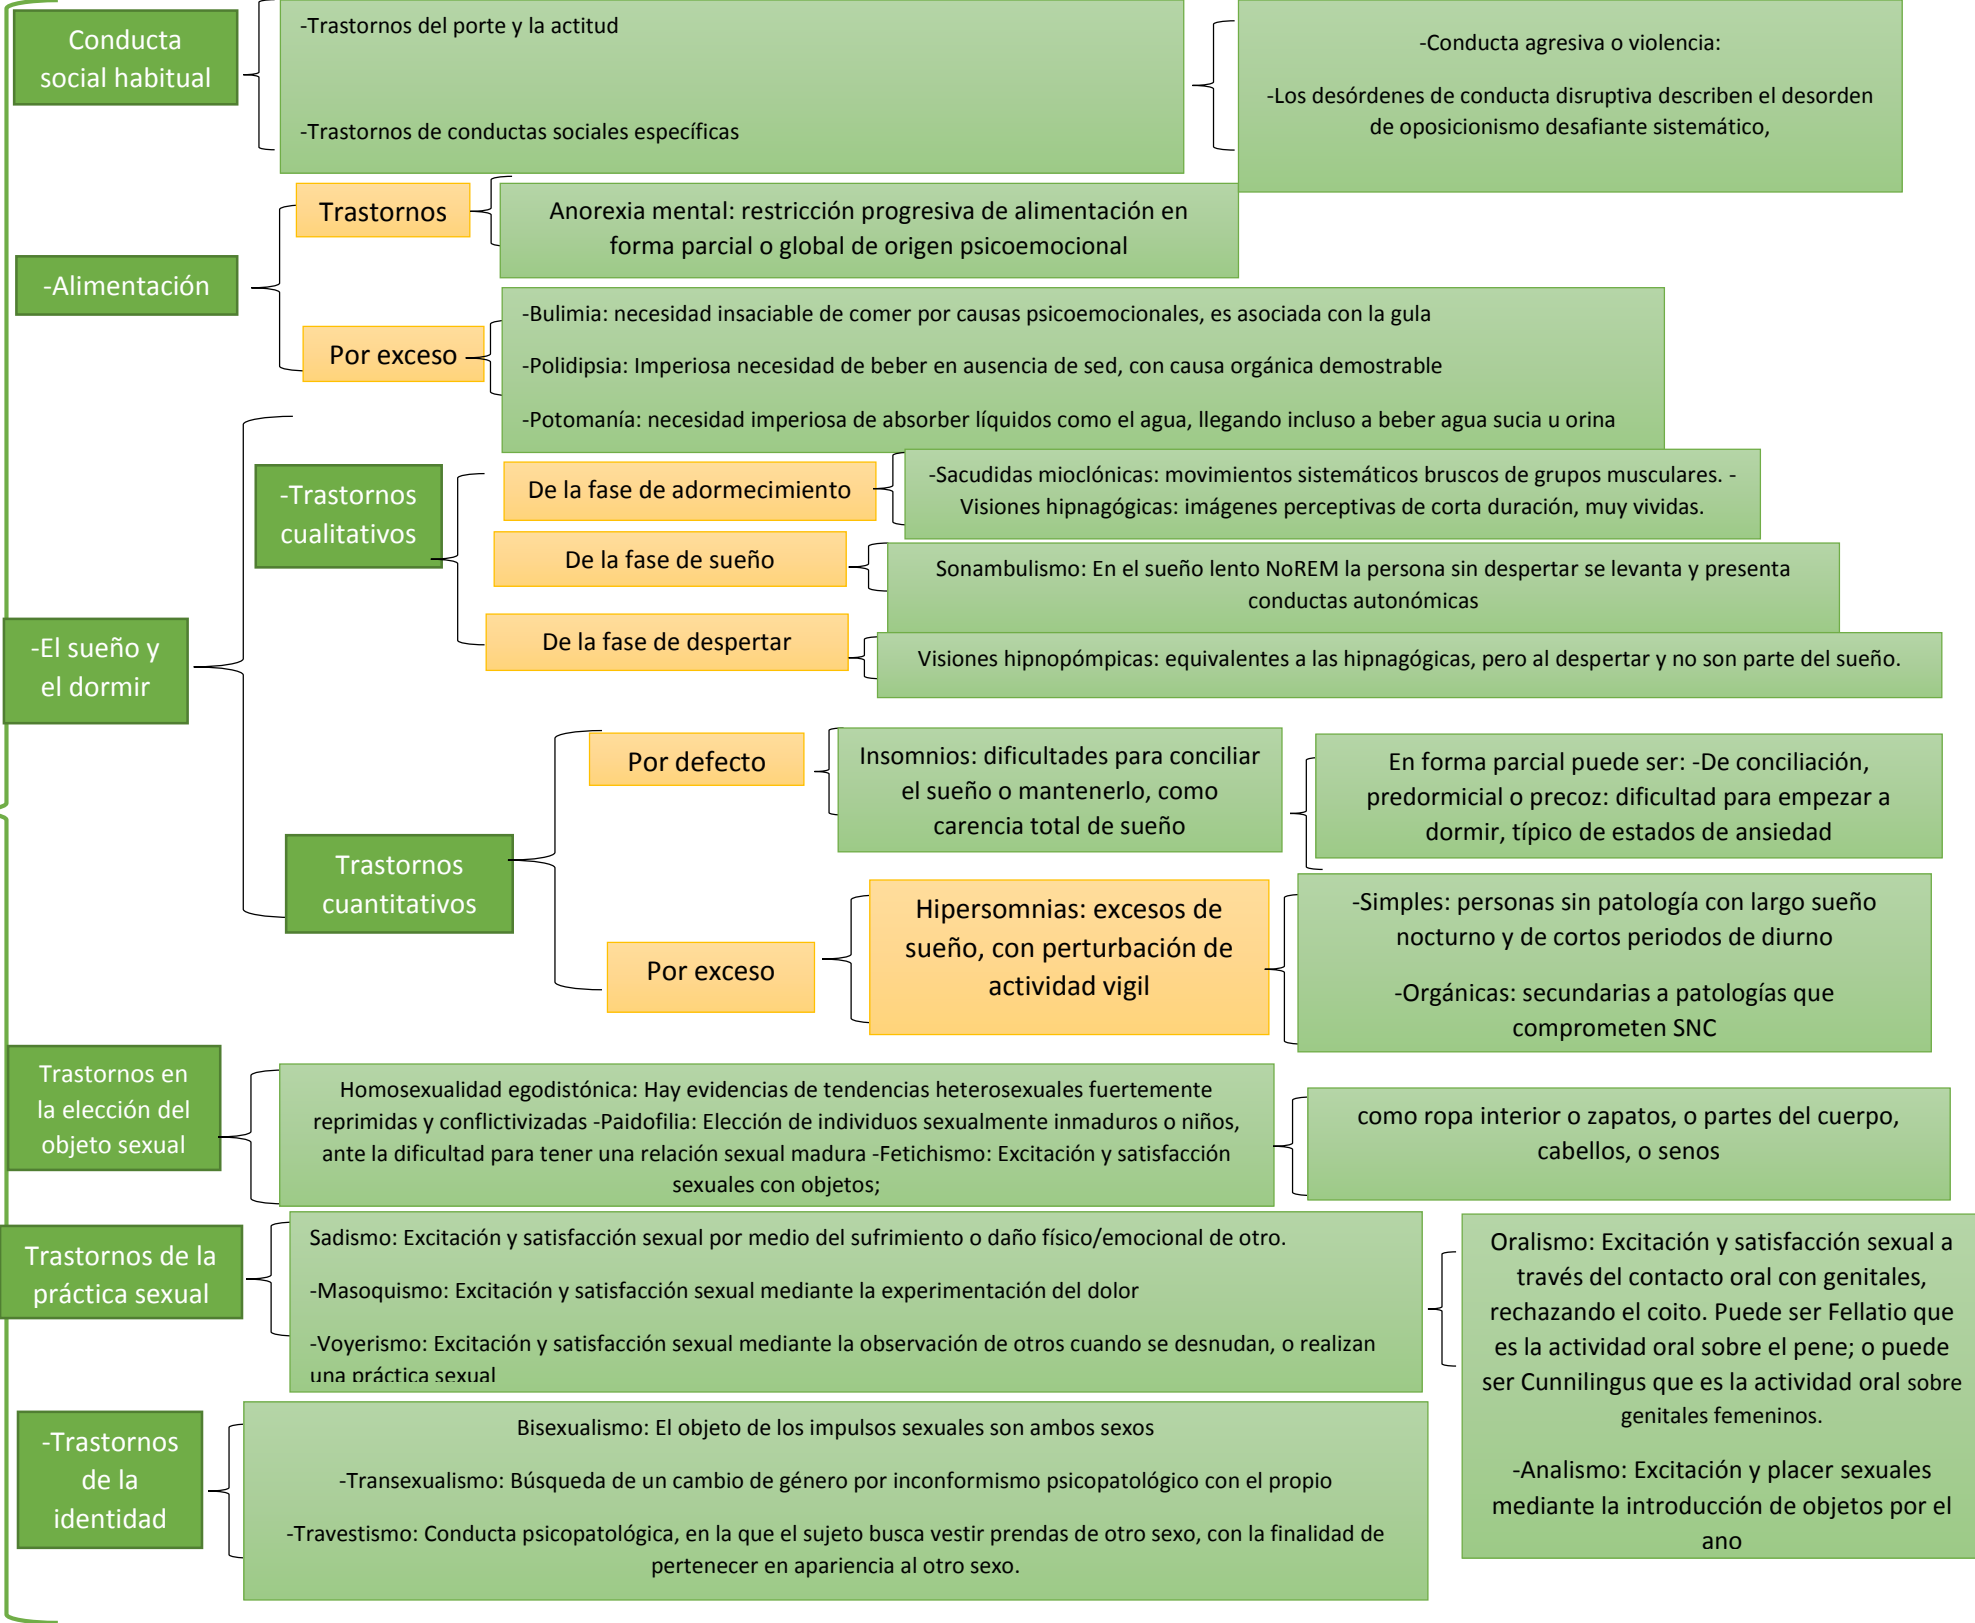 Conducta
social habitual
-Trastornos del porte y la actitud
-Trastornos de conductas sociales específicas
-Conducta agresiva o violencia:
-Los desórdenes de conducta disruptiva describen el desorden
de oposicionismo desafiante sistemático,
-Alimentación
Trastornos
Anorexia mental: restricción progresiva de alimentación en
forma parcial o global de origen psicoemocional
Por exceso
-Bulimia: necesidad insaciable de comer por causas psicoemocionales, es asociada con la gula
-Polidipsia: Imperiosa necesidad de beber en ausencia de sed, con causa orgánica demostrable
-Potomanía: necesidad imperiosa de absorber líquidos como el agua, llegando incluso a beber agua sucia u orina
-El sueño y
el dormir
-Trastornos
cualitativos
De la fase de adormecimiento
-Sacudidas mioclónicas: movimientos sistemáticos bruscos de grupos musculares. -
Visiones hipnagógicas: imágenes perceptivas de corta duración, muy vividas.
De la fase de sueño
Sonambulismo: En el sueño lento NoREM la persona sin despertar se levanta y presenta
conductas autonómicas
De la fase de despertar
Visiones hipnopómpicas: equivalentes a las hipnagógicas, pero al despertar y no son parte del sueño.
Trastornos
cuantitativos
Por defecto
Insomnios: dificultades para conciliar
el sueño o mantenerlo, como
carencia total de sueño
En forma parcial puede ser: -De conciliación,
predormicial o precoz: dificultad para empezar a
dormir, típico de estados de ansiedad
Por exceso
Hipersomnias: excesos de
sueño, con perturbación de
actividad vigil
-Simples: personas sin patología con largo sueño
nocturno y de cortos periodos de diurno
-Orgánicas: secundarias a patologías que
comprometen SNC
Trastornos en
la elección del
objeto sexual
Homosexualidad egodistónica: Hay evidencias de tendencias heterosexuales fuertemente
reprimidas y conflictivizadas -Paidofilia: Elección de individuos sexualmente inmaduros o niños,
ante la dificultad para tener una relación sexual madura -Fetichismo: Excitación y satisfacción
sexuales con objetos;
como ropa interior o zapatos, o partes del cuerpo,
cabellos, o senos
Trastornos de la
práctica sexual
Sadismo: Excitación y satisfacción sexual por medio del sufrimiento o daño físico/emocional de otro.
-Masoquismo: Excitación y satisfacción sexual mediante la experimentación del dolor
-Voyerismo: Excitación y satisfacción sexual mediante la observación de otros cuando se desnudan, o realizan
una práctica sexual
Oralismo: Excitación y satisfacción sexual a
través del contacto oral con genitales,
rechazando el coito. Puede ser Fellatio que
es la actividad oral sobre el pene; o puede
ser Cunnilingus que es la actividad oral sobre
genitales femeninos.
-Analismo: Excitación y placer sexuales
mediante la introducción de objetos por el
ano
-Trastornos
de la
identidad
Bisexualismo: El objeto de los impulsos sexuales son ambos sexos
-Transexualismo: Búsqueda de un cambio de género por inconformismo psicopatológico con el propio
-Travestismo: Conducta psicopatológica, en la que el sujeto busca vestir prendas de otro sexo, con la finalidad de
pertenecer en apariencia al otro sexo.